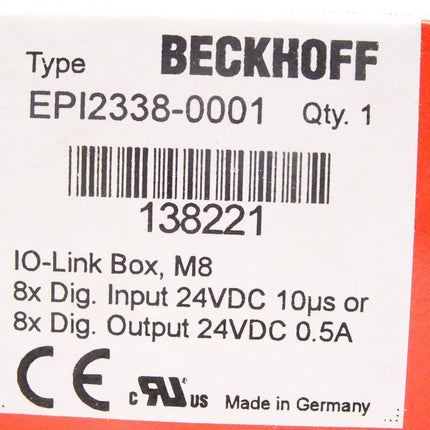 Type BECKHOFF
EPI2338-0001 Qty. 1
138221
IO-Link Box, M8
8x Dig. Input 24VDC 10µs or
8x Dig. Output 24VDC 0.5A
CE c RU US Made in Germany